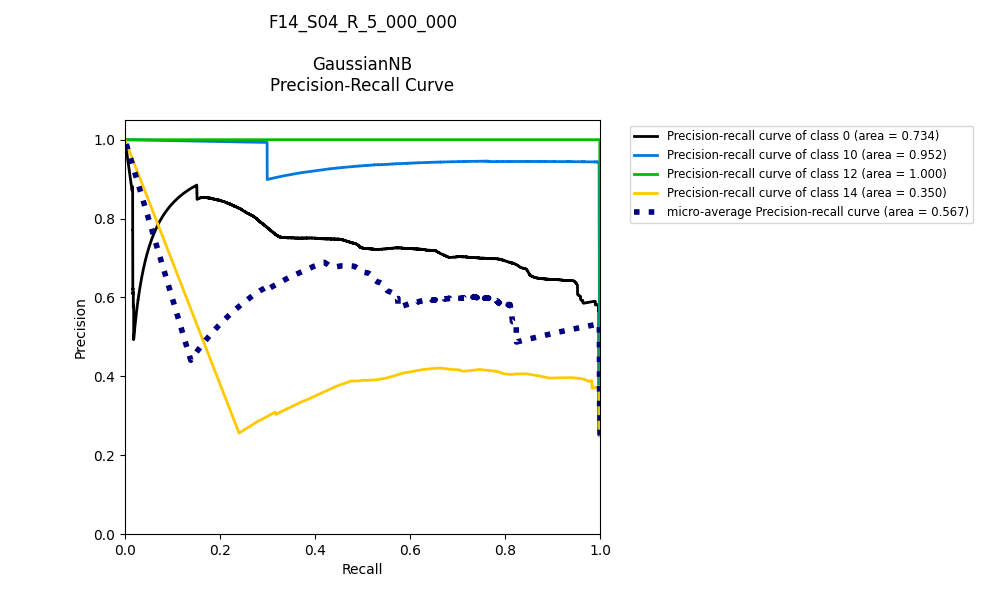 F14_S04_R_5_000_000
GaussianNB
Precision-Recall Curve
Precision-recall curve of class 0 (area = 0.734)
Precision-recall curve of class 10 (area = 0.952)
Precision-recall curve of class 12 (area = 1.000)
Precision-recall curve of class 14 (area = 0.350)
micro-average Precision-recall curve (area = 0.567)
Precision
1.0
0.8
0.6
0.4
0.2
0.0
0.0 0.2 0.4 0.6 0.8 1.0
Recall